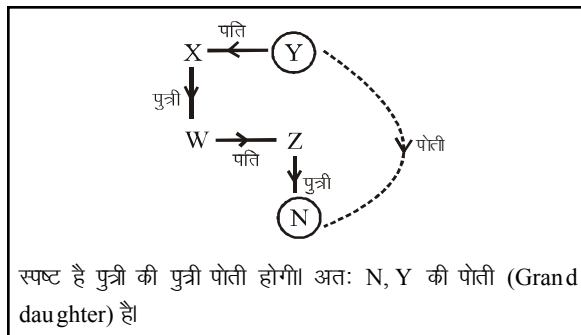 पति
X Y
पुत्री
W Z
पति
पोती
पुत्री
N
स्पष्ट है पुत्री की पुत्री पोती होगी। अतः N, Y की पोती (Grand
daughter) है।